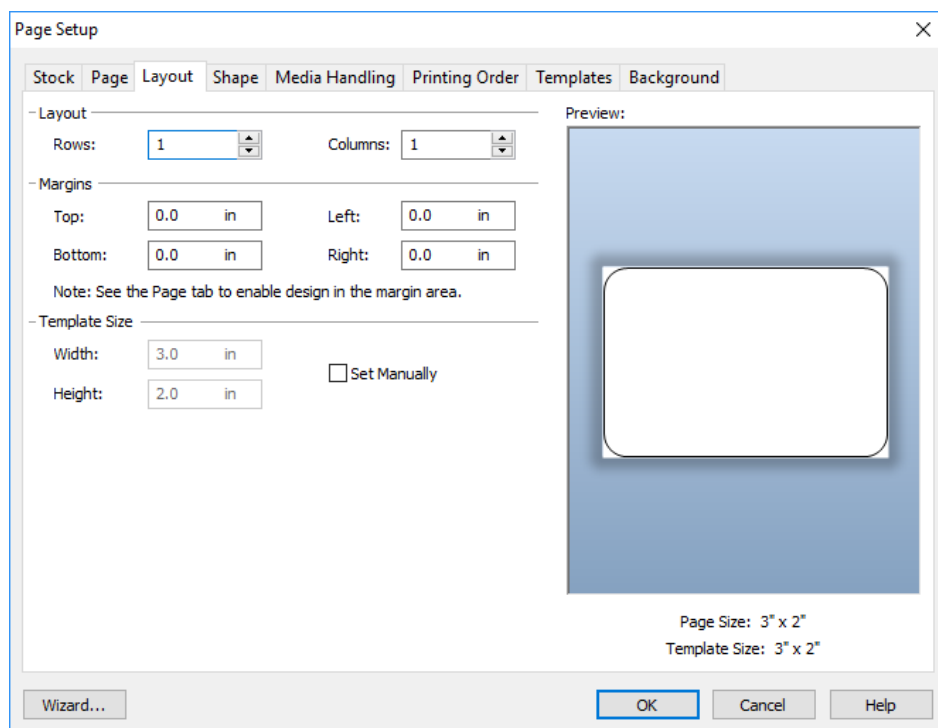 Page Setup
Stock Page Layout Shape Media Handling Printing Order Templates Background
Layout
Rows: 1 Columns: 1
Margins
Top: 0.0 in Left: 0.0 in
Bottom: 0.0 in Right: 0.0 in
Note: See the Page tab to enable design in the margin area.
Template Size
Width: 3.0 in
Set Manually
Height: 2.0 in
Preview:
Page Size: 3" x 2"
Template Size: 3" x 2"
Wizard... OK Cancel Help